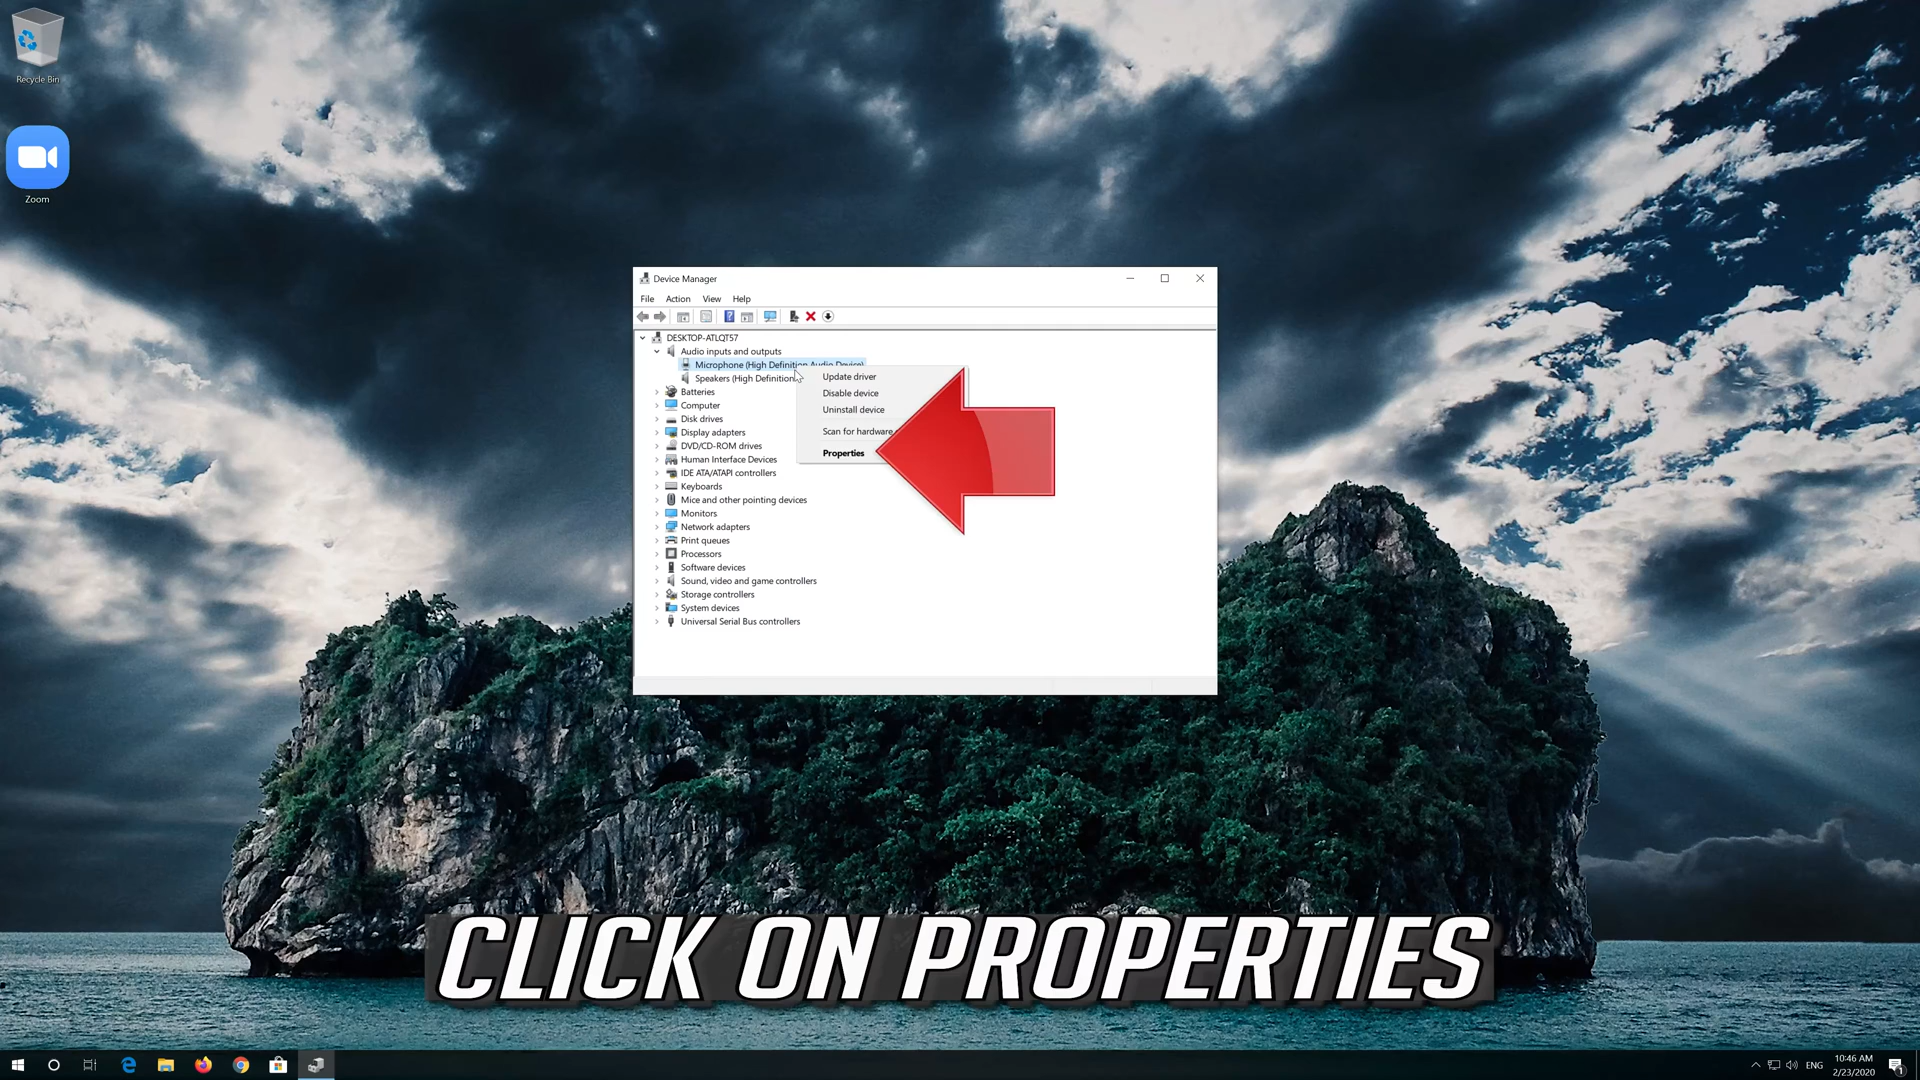 Recycle Bin
Zoom
Device Manager
File Action View Help
DESKTOP-ATLQT57
Audio inputs and outputs
Microphone (High Definition Audio Device)
Speakers (High Definition
Update driver
Disable device
Uninstall device
Scan for hardware
Properties
Batteries
Computer
Disk drives
Display adapters
DVD/CD-ROM drives
Human Interface Devices
IDE ATA/ATAPI controllers
Keyboards
Mice and other pointing devices
Monitors
Network adapters
Print queues
Processors
Software devices
Sound, video and game controllers
Storage controllers
System devices
Universal Serial Bus controllers
CLICK ON PROPERTIES
ENG
10:46 AM
2/23/2020
1